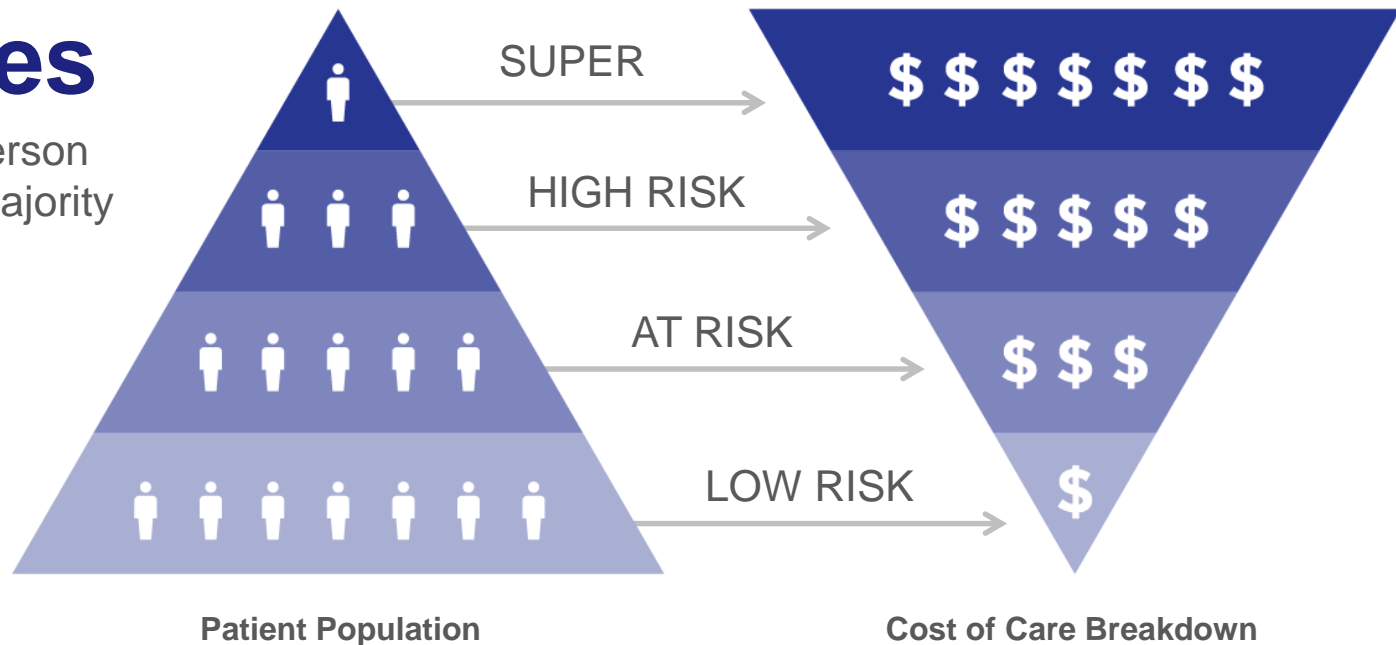 es
erson
ajority
SUPER
HIGH RISK
AT RISK
LOW RISK
$ $ $ $ $ $ $
$ $ $ $ $
$ $ $
$
Patient Population
Cost of Care Breakdown